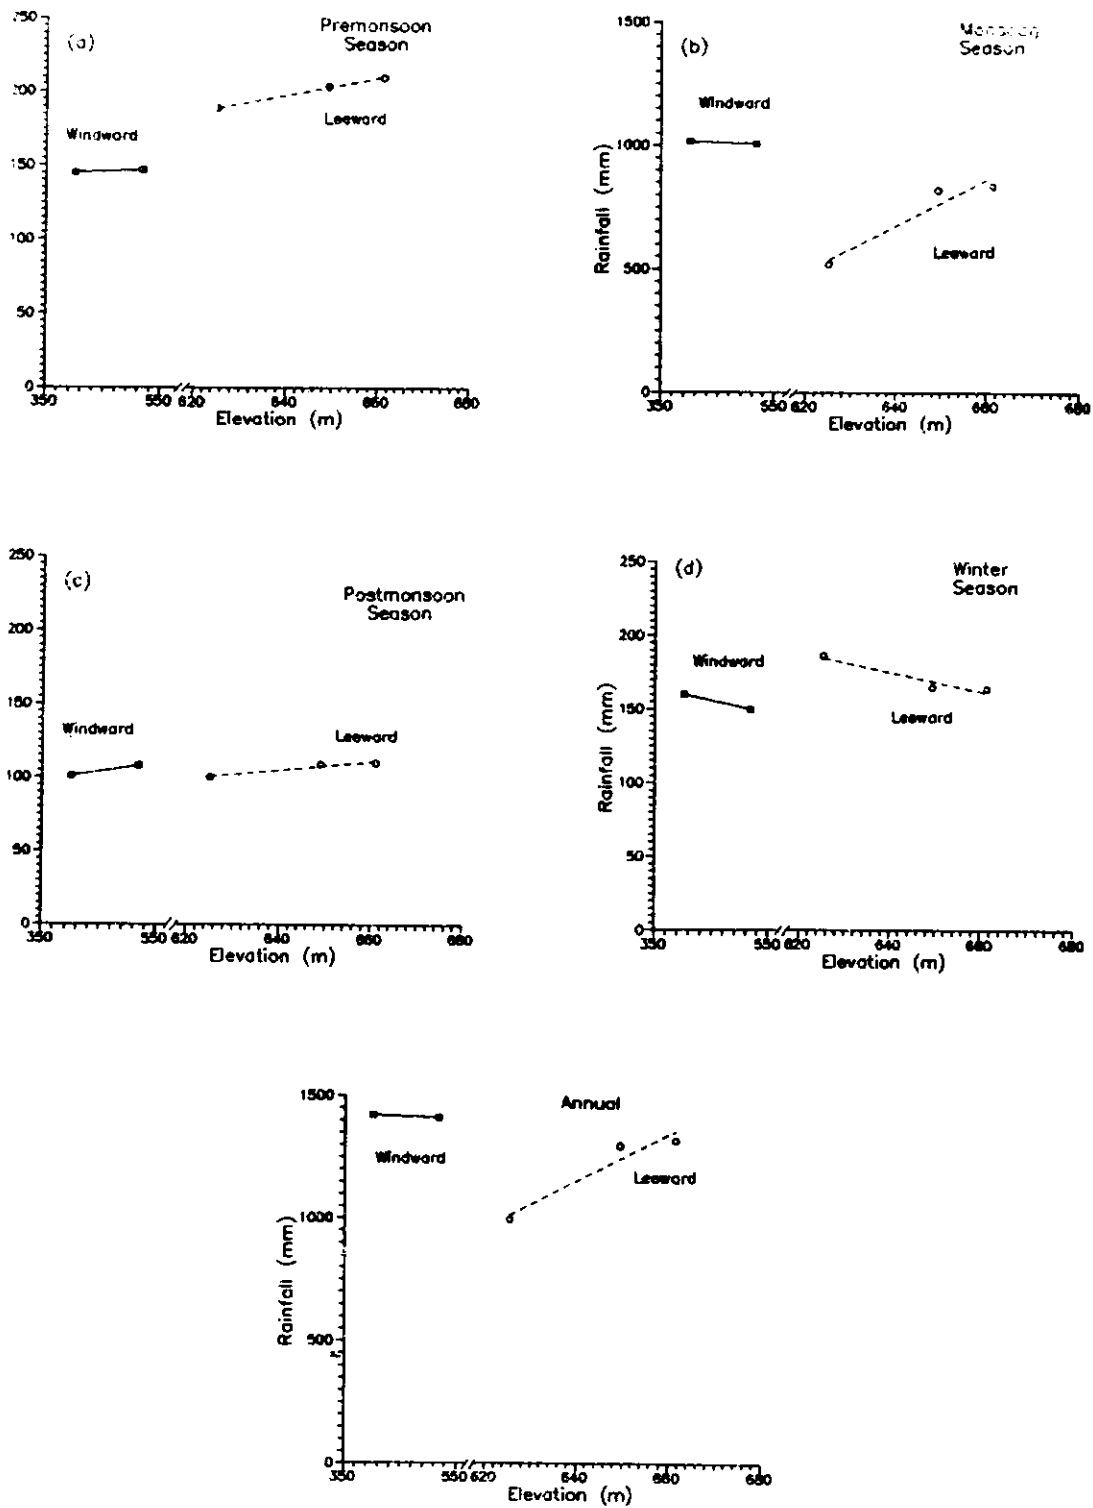 (a)
Premonsoon
Season
250
200
150
100
50
0
Windward
Leeward
350
550
620
640
660
680
Elevation (m)
(b)
Monsoon
Season
1500
1000
500
0
Rainfall (mm)
Windward
Leeward
350
550
620
640
660
680
Elevation (m)
(c)
Postmonsoon
Season
250
200
150
100
50
0
Windward
Leeward
350
550
620
640
660
680
Elevation (m)
(d)
Winter
Season
250
200
150
100
50
0
Rainfall (mm)
Windward
Leeward
350
550
620
640
660
680
Elevation (m)
Annual
1500
1000
500
0
Rainfall (mm)
Windward
Leeward
350
550
620
640
660
680
Elevation (m)